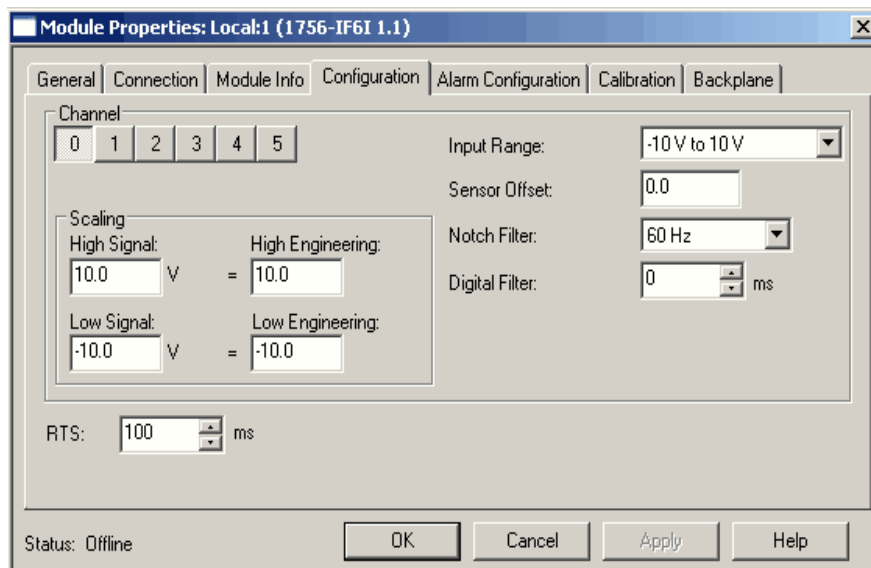 Module Properties: Local:1 (1756-IF6I 1.1)
General Connection Module Info Configuration Alarm Configuration Calibration Backplane
Channel
0 1 2 3 4 5
Input Range: -10 V to 10 V
Sensor Offset: 0.0
Scaling
Notch Filter: 60 Hz
High Signal: High Engineering:
10.0 V = 10.0
Digital Filter: 0 ms
Low Signal: Low Engineering:
-10.0 V = -10.0
RTS: 100 ms
Status: Offline
OK Cancel Apply Help